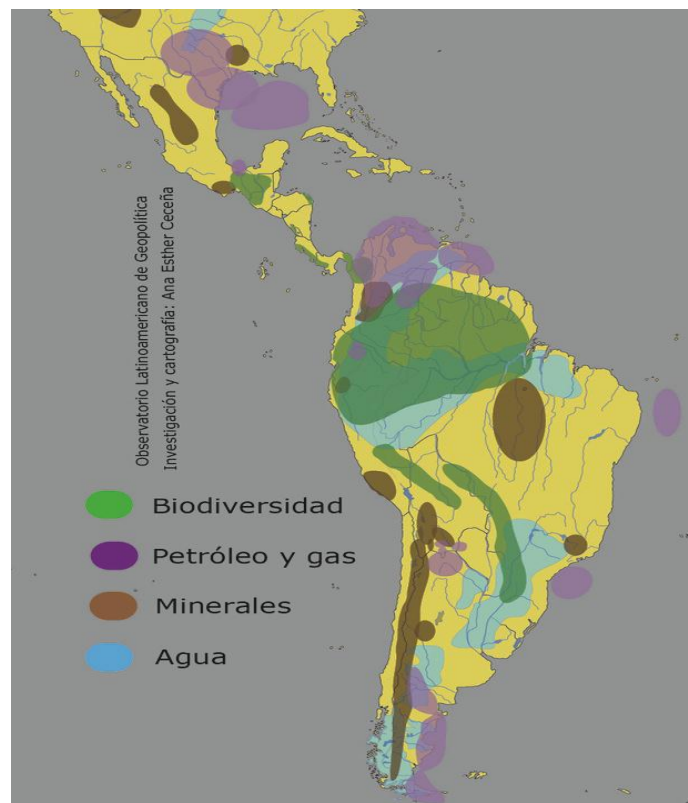 Observatorio Latinoamericano de Geopolítica
Investigación y cartografía: Ana Esther Ceceña
Biodiversidad
Petróleo y gas
Minerales
Agua